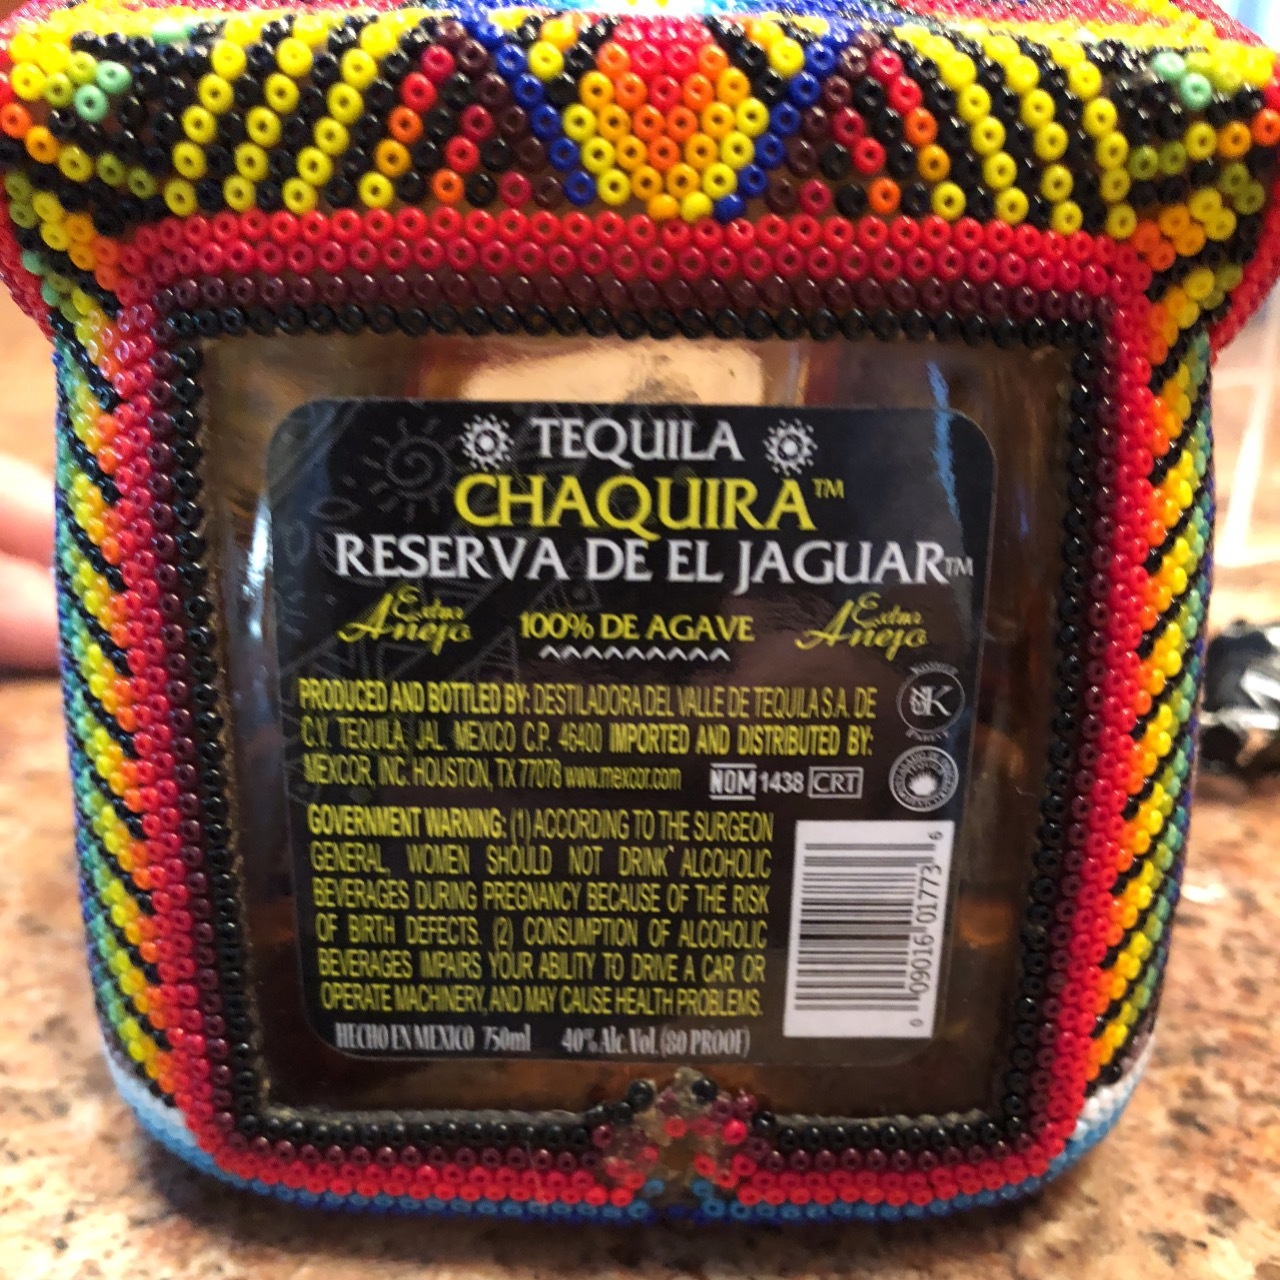 TEQUILA
CHAQUIRA™
RESERVA DE EL JAGUAR™
Extra Añejo
100% DE AGAVE
Extra Añejo
PRODUCED AND BOTTLED BY: DESTILADORA DEL VALLE DE TEQUILA S.A. DE
C.V. TEQUILA, JAL. MEXICO C.P. 46400 IMPORTED AND DISTRIBUTED BY:
MEXCOR, INC. HOUSTON, TX 77078 www.mexcor.com
NOM 1438 CRT
K
GOVERNMENT WARNING: (1) ACCORDING TO THE SURGEON
GENERAL, WOMEN SHOULD NOT DRINK ALCOHOLIC
BEVERAGES DURING PREGNANCY BECAUSE OF THE RISK
OF BIRTH DEFECTS. (2) CONSUMPTION OF ALCOHOLIC
BEVERAGES IMPAIRS YOUR ABILITY TO DRIVE A CAR OR
OPERATE MACHINERY, AND MAY CAUSE HEALTH PROBLEMS.
0 09016 01773 6
HECHO EN MEXICO 750ml 40% Alc. Vol. (80 PROOF)